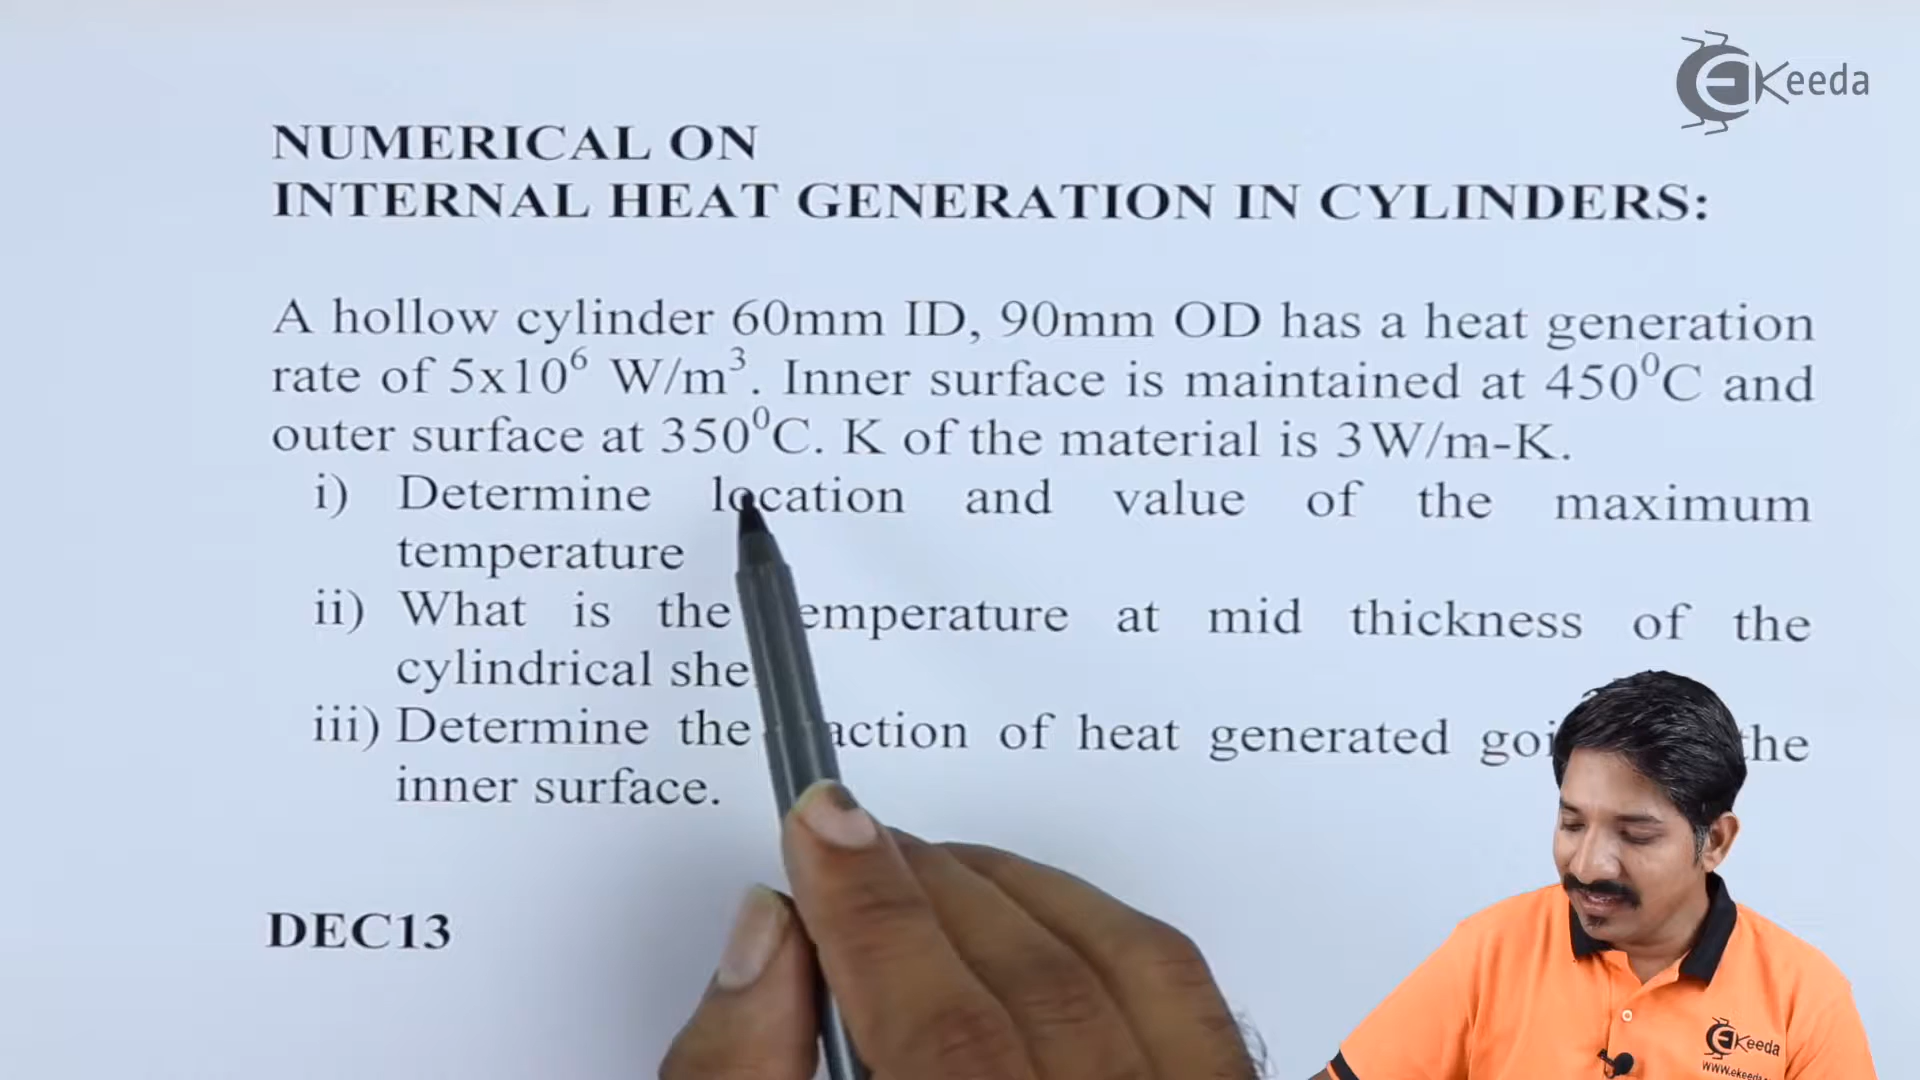 Keeda
NUMERICAL ON
INTERNAL HEAT GENERATION IN CYLINDERS:
A hollow cylinder 60mm ID, 90mm OD has a heat generation
rate of 5x10⁶ W/m³. Inner surface is maintained at 450⁰C and
outer surface at 350⁰C. K of the material is 3W/m-K.
i) Determine location and value of the maximum
temperature
ii) What is the emperature at mid thickness of the
cylindrical she
iii) Determine the action of heat generated goi the
inner surface.
DEC13
Keeda